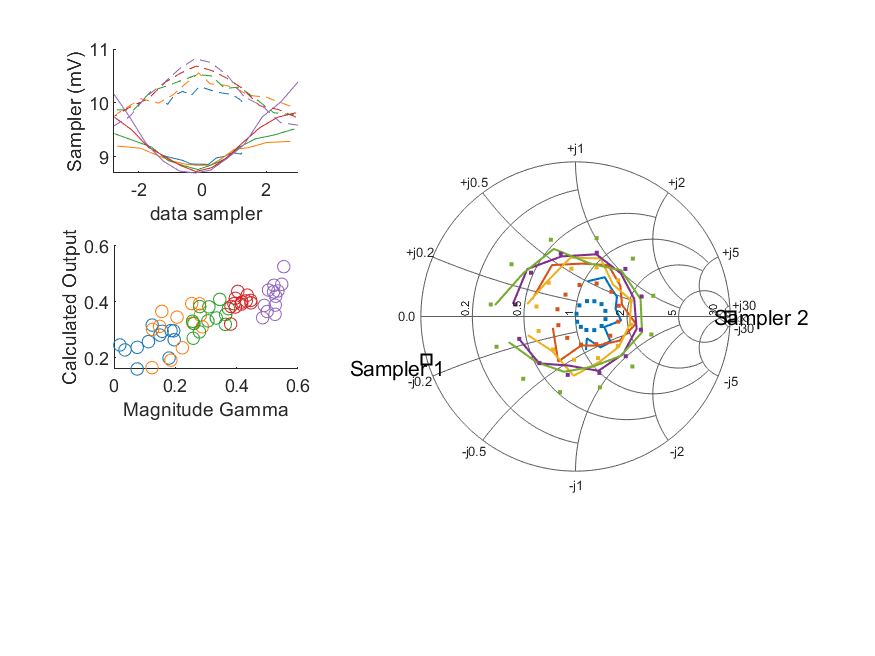 11
10
9
Sampler (mV)
-2 0 2
data sampler
0.6
0.4
0.2
Calculated Output
0 0.2 0.4 0.6
Magnitude Gamma
+j1
+j0.5
+j2
+j0.2
+j5
+j30
0.0
0.2
0.5
1
2
5
30
-j30
Sampler 2
Sampler 1
-j0.2
-j5
-j0.5
-j2
-j1